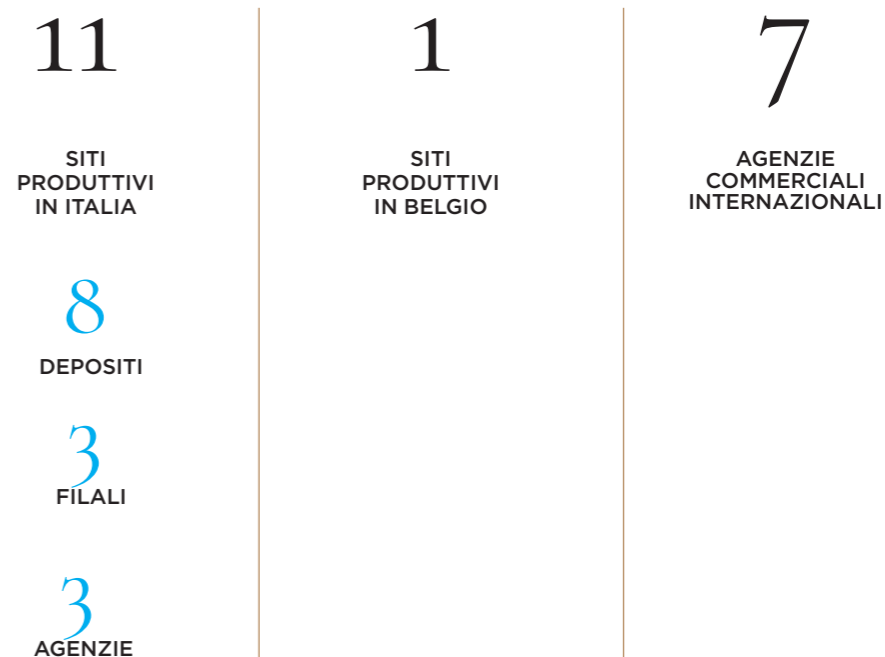 11
SITI
PRODUTTIVI
IN ITALIA
8
DEPOSITI
3
FILALI
3
AGENZIE
1
SITI
PRODUTTIVI
IN BELGIO
7
AGENZIE
COMMERCIALI
INTERNAZIONALI